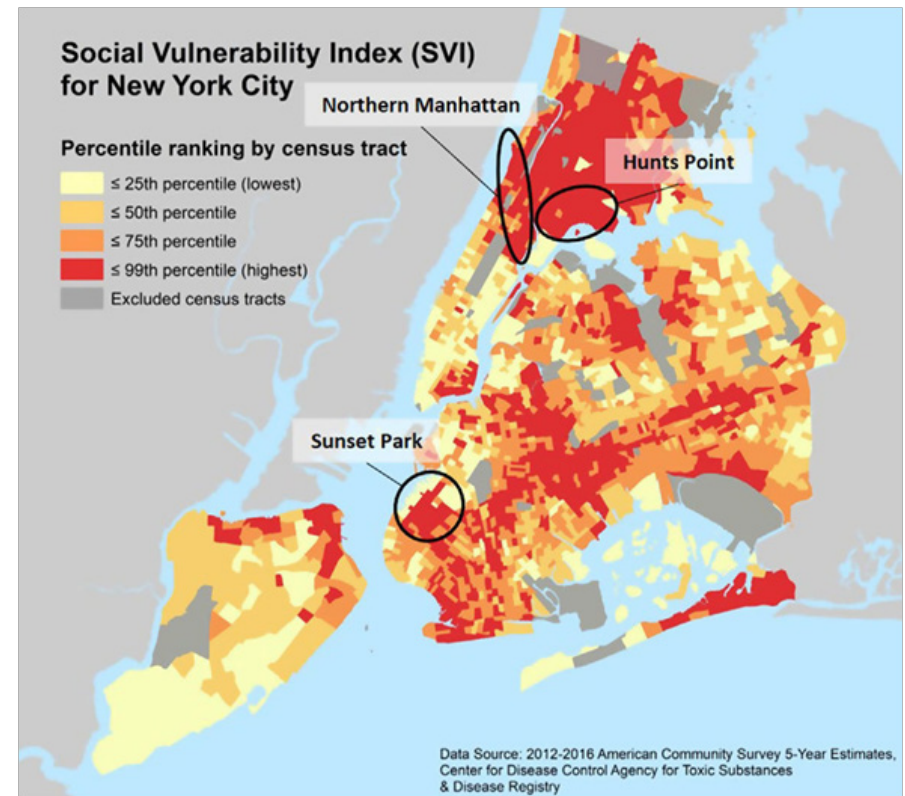 Social Vulnerability Index (SVI)
for New York City
Northern Manhattan
Percentile ranking by census tract
Hunts Point
≤ 25th percentile (lowest)
≤ 50th percentile
≤ 75th percentile
≤ 99th percentile (highest)
Excluded census tracts
Sunset Park
Data Source: 2012-2016 American Community Survey 5-Year Estimates,
Center for Disease Control Agency for Toxic Substances
& Disease Registry